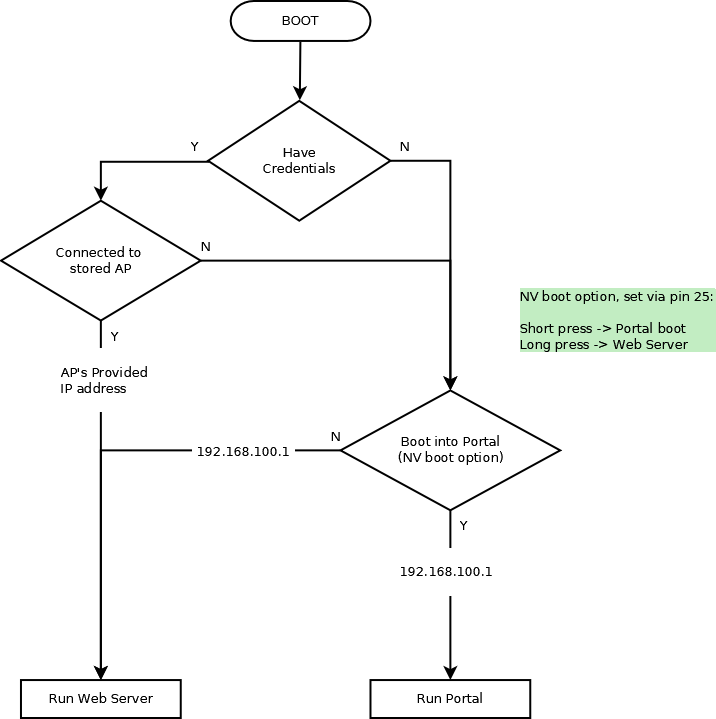 BOOT
Have
Credentials
Y
N
Connected to
stored AP
N
Y
NV boot option, set via pin 25:
Short press -> Portal boot
Long press -> Web Server
AP's Provided
IP address
Boot into Portal
(NV boot option)
N
192.168.100.1
Y
192.168.100.1
Run Web Server
Run Portal